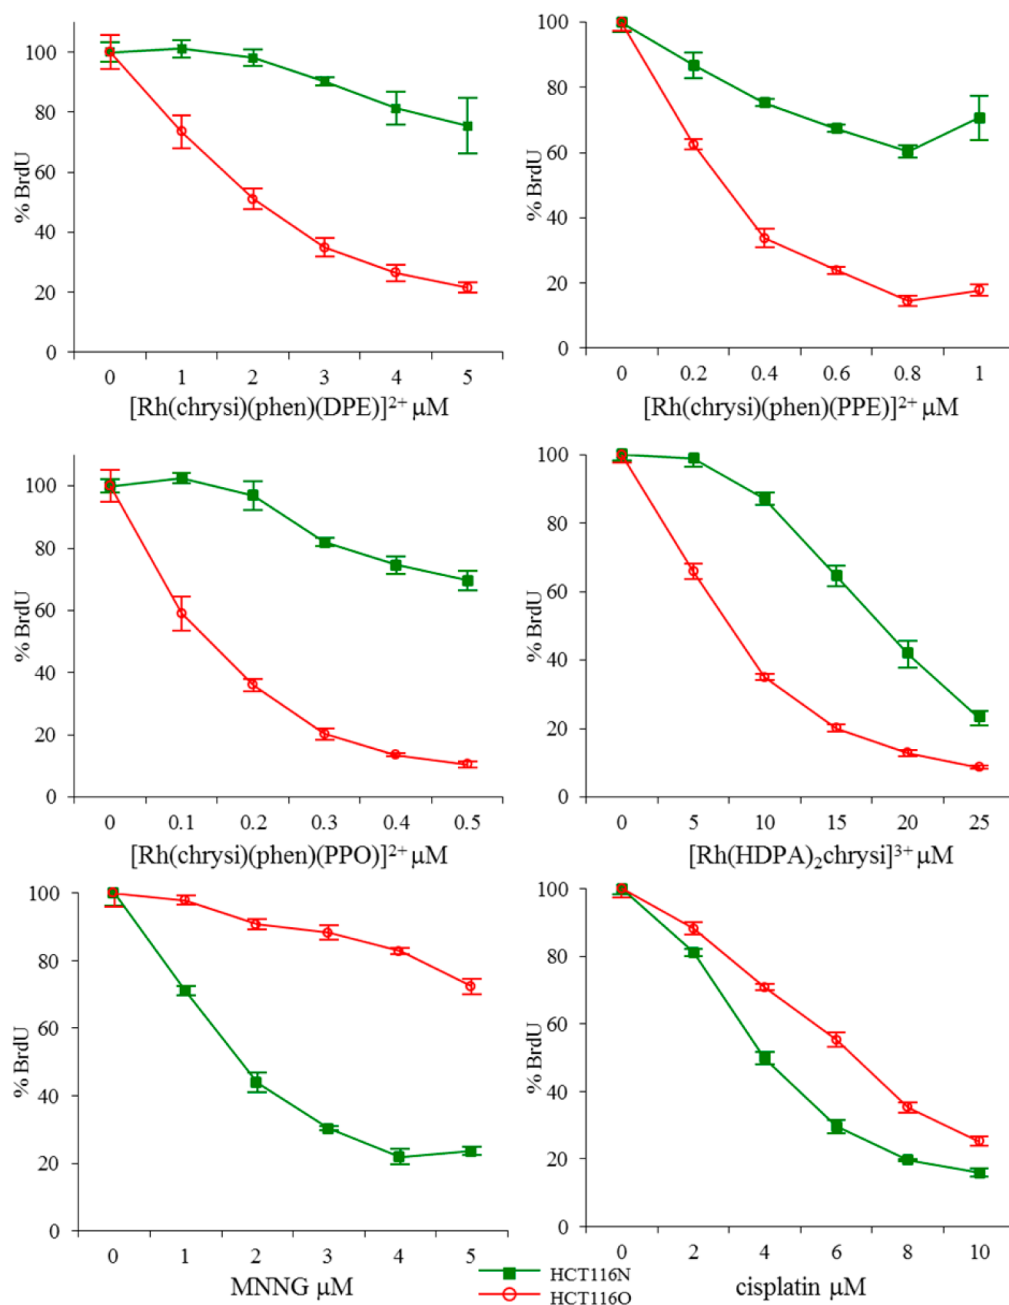 % BrdU
100
80
60
40
20
0
0 1 2 3 4 5
[Rh(chrysi)(phen)(DPE)]²⁺ μM
% BrdU
100
80
60
40
20
0
0 0.2 0.4 0.6 0.8 1
[Rh(chrysi)(phen)(PPE)]²⁺ μM
% BrdU
100
80
60
40
20
0
0 0.1 0.2 0.3 0.4 0.5
[Rh(chrysi)(phen)(PPO)]²⁺ μM
% BrdU
100
80
60
40
20
0
0 5 10 15 20 25
[Rh(HDPA)₂chrysi]³⁺ μM
% BrdU
100
80
60
40
20
0
0 1 2 3 4 5
MNNG μM
% BrdU
100
80
60
40
20
0
0 2 4 6 8 10
cisplatin μM
HCT116N
HCT116O